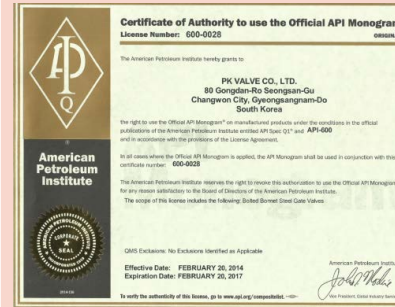 Certificate of Authority to use the Official API Monogram
License Number: 600-0028
ORIGINAL
The American Petroleum Institute hereby grants to
PK VALVE CO., LTD.
80 Gongdan-Ro Seongsan-Gu
Changwon City, Gyeongsangnam-Do
South Korea
the right to use the Official API Monogram® on manufactured products under the conditions in the official
publications of the American Petroleum Institute entitled API Spec Q1® and API-600
and in accordance with the provisions of the License Agreement.
In all cases where the Official API Monogram is applied, the API Monogram shall be used in conjunction with this
certificate number: 600-0028
The American Petroleum Institute reserves the right to revoke this authorization to use the Official API Monogram
for any reason satisfactory to the Board of Directors of the American Petroleum Institute.
The scope of this license includes the following: Bolted Bonnet Steel Gate Valves
QMS Exclusions: No Exclusions Identified as Applicable
Effective Date: FEBRUARY 20, 2014
Expiration Date: FEBRUARY 20, 2017
To verify the authenticity of this license, go to www.api.org/compositelist.
American Petroleum Institute
Vice President, Global Industry Services
API
Q
American
Petroleum
Institute
CORPORATE
SEAL